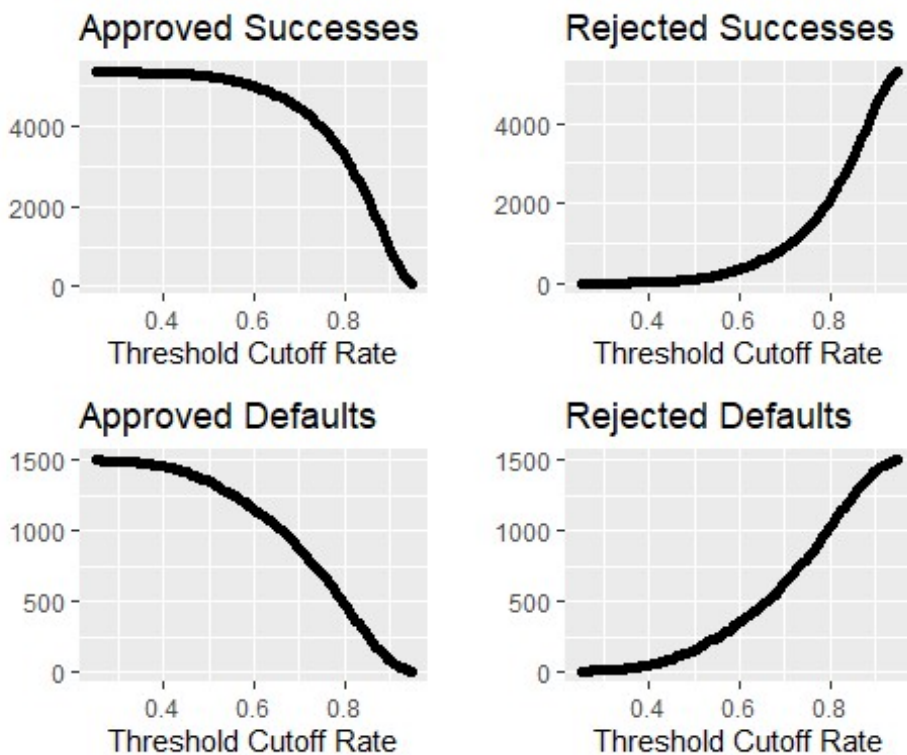 Approved Successes
4000
2000
0
0.4 0.6 0.8
Threshold Cutoff Rate
Rejected Successes
4000
2000
0
0.4 0.6 0.8
Threshold Cutoff Rate
Approved Defaults
1500
1000
500
0
0.4 0.6 0.8
Threshold Cutoff Rate
Rejected Defaults
1500
1000
500
0
0.4 0.6 0.8
Threshold Cutoff Rate